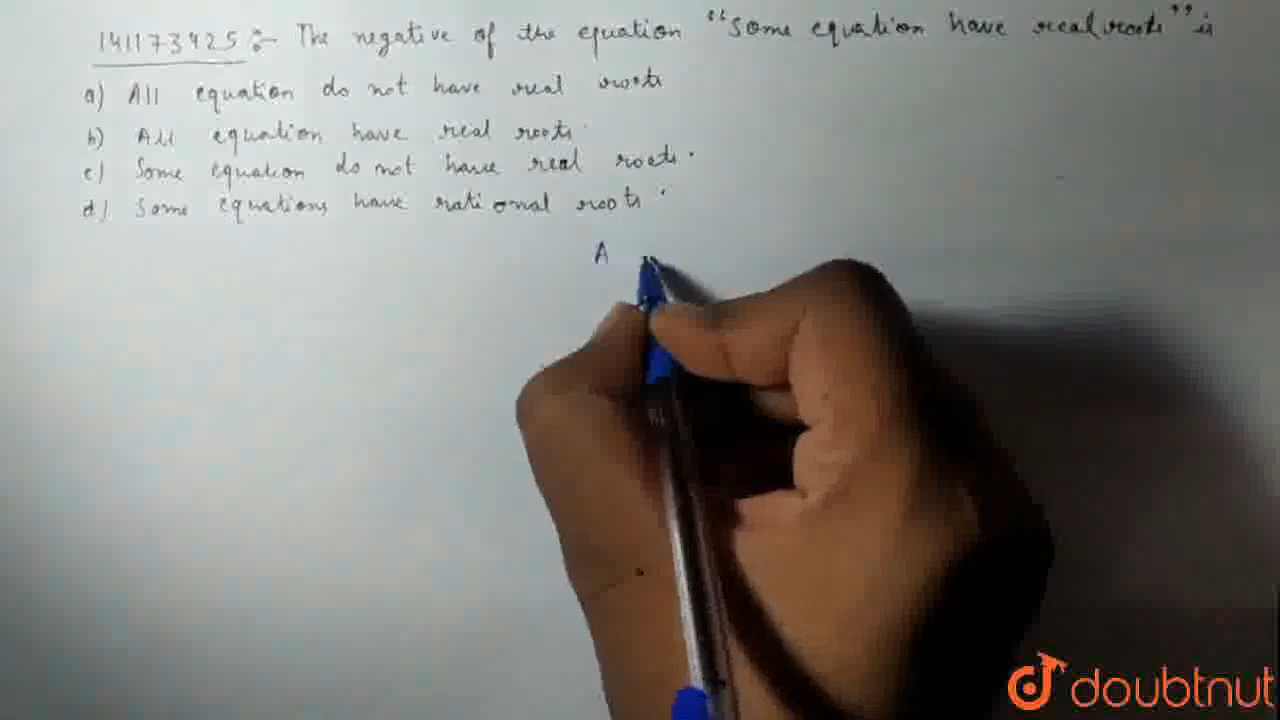 141173425 :- The negative of the equation "some equation have real roots" is
a) All equation do not have real roots
b) All equation have real roots.
c) Some equation do not have real roots.
d) Some equations have rational roots.
A
doubtnut